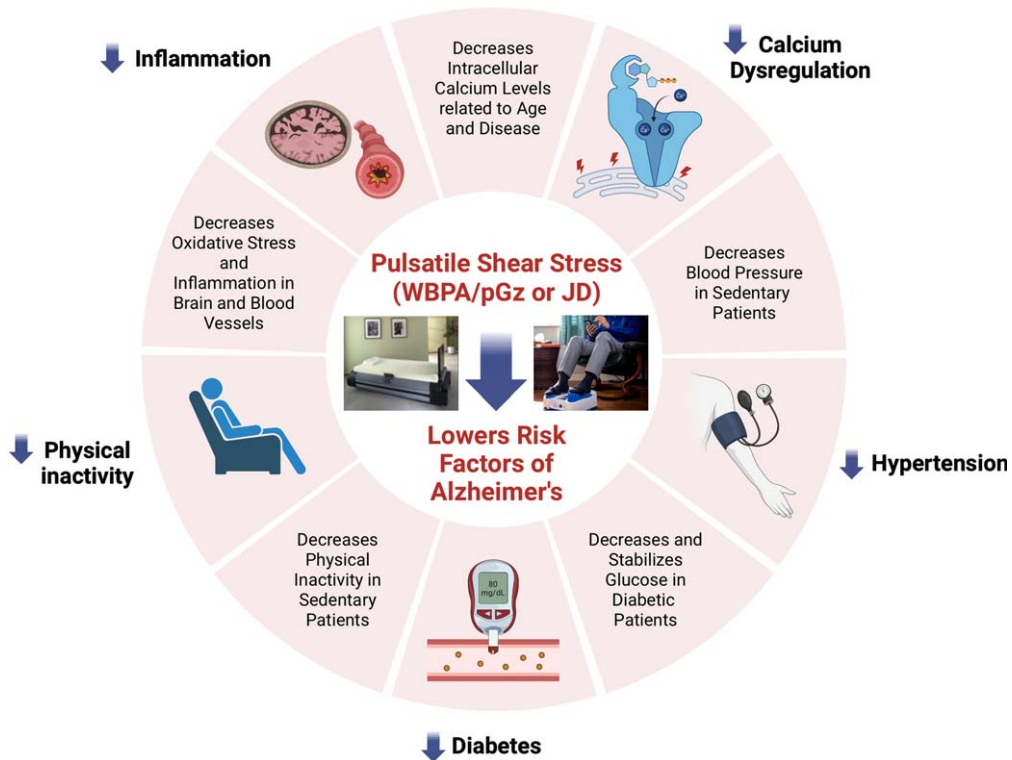 Inflammation
Decreases
Intracellular
Calcium Levels
related to Age
and Disease
Calcium
Dysregulation
Decreases
Oxidative Stress
and
Inflammation in
Brain and Blood
Vessels
Pulsatile Shear Stress
(WBPA/pGz or JD)
Lowers Risk
Factors of
Alzheimer's
Decreases
Blood Pressure
in Sedentary
Patients
Physical
inactivity
Hypertension
Decreases
Physical
Inactivity in
Sedentary
Patients
80
mg/dL
Decreases and
Stabilizes
Glucose in
Diabetic
Patients
Diabetes